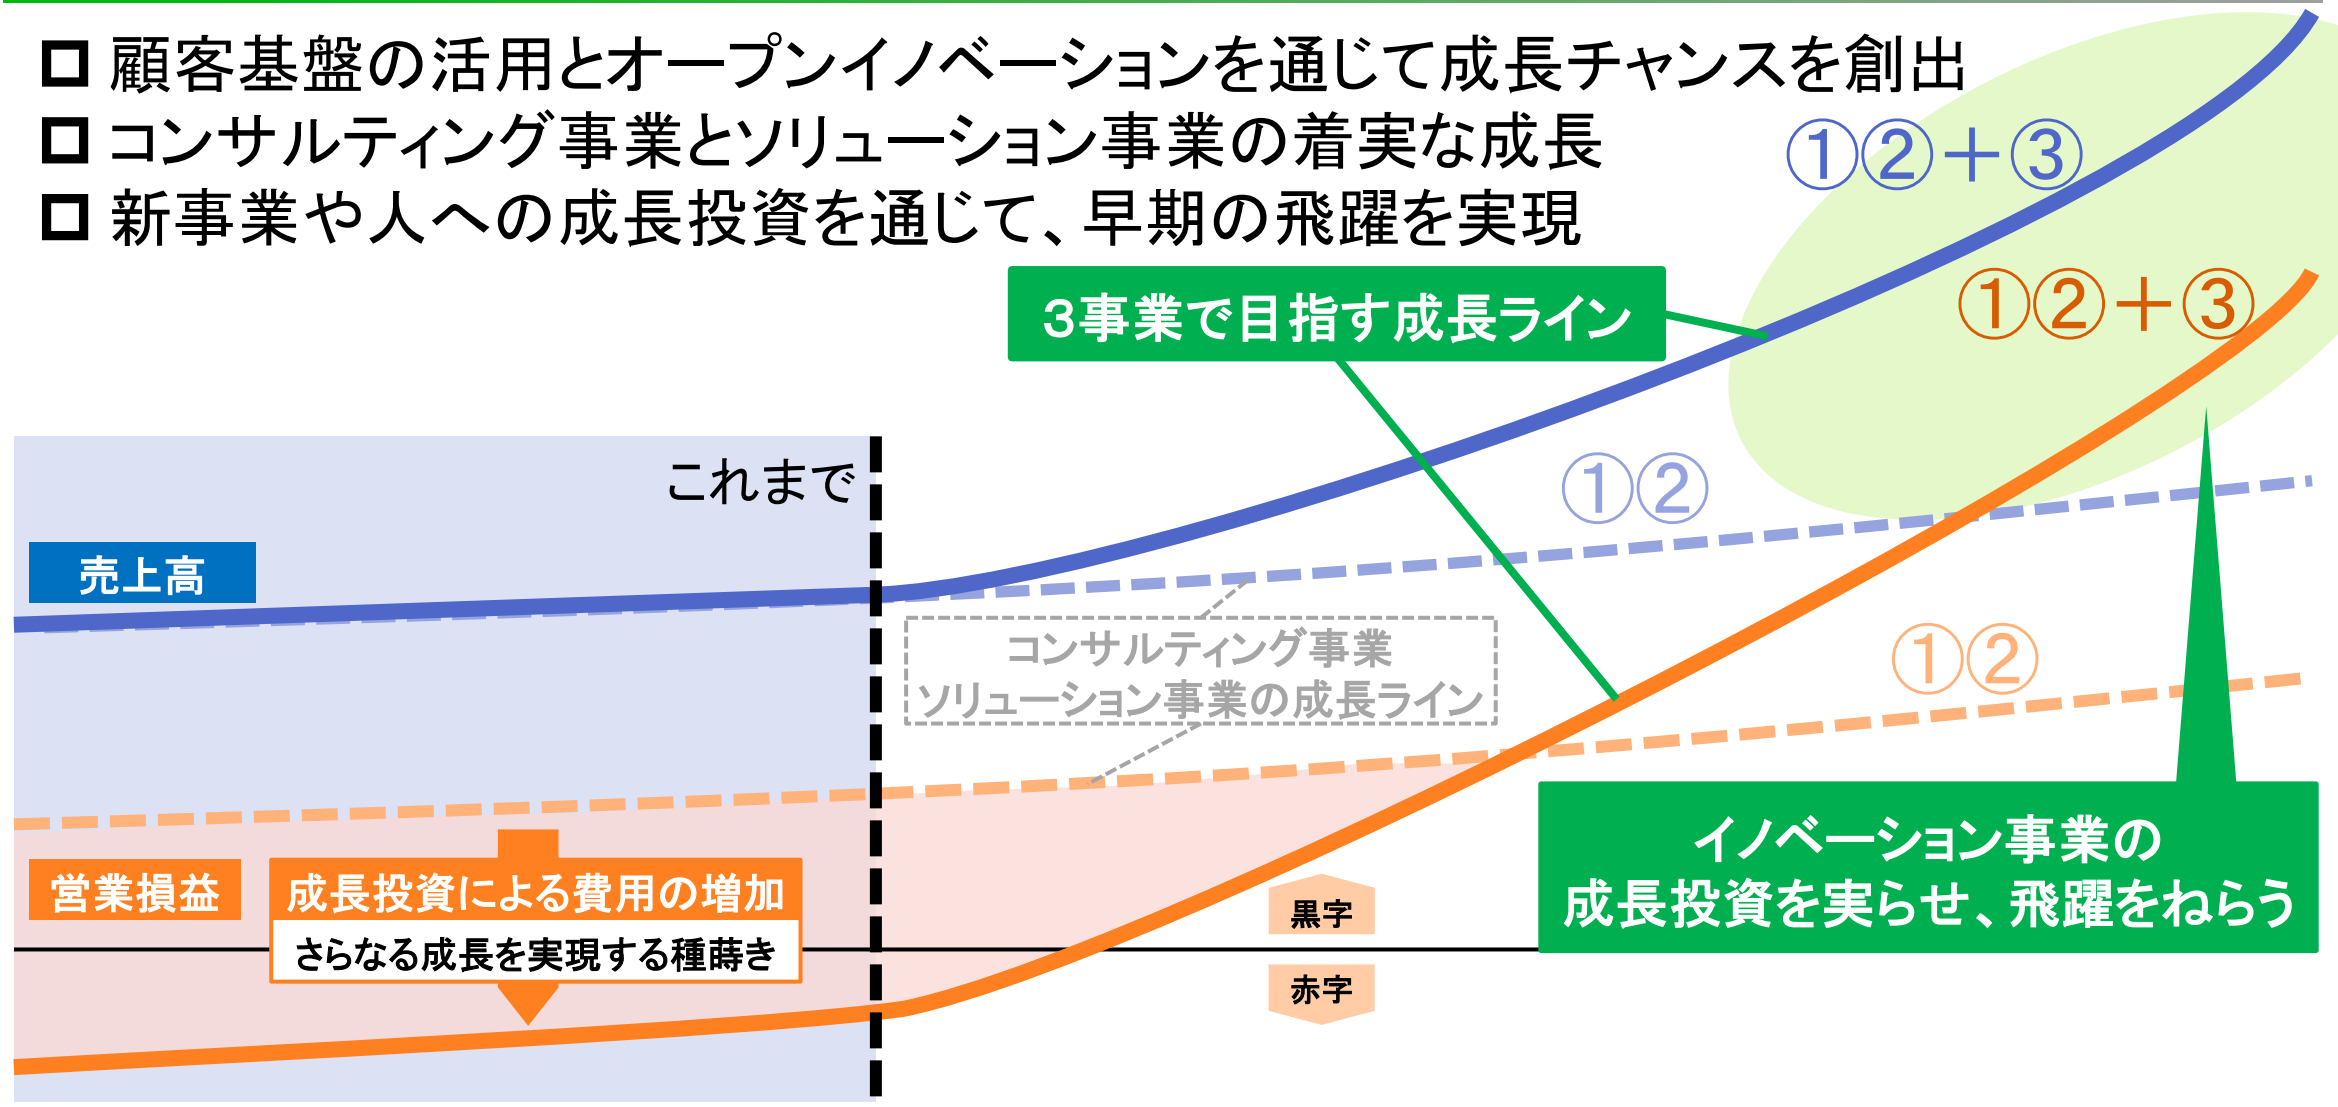 顧客基盤の活用とオープンイノベーションを通じて成長チャンスを創出
コンサルティング事業とソリューション事業の着実な成長
新事業や人への成長投資を通じて、早期の飛躍を実現
①②＋③
３事業で目指す成長ライン
①②＋③
これまで
①②
売上高
コンサルティング事業
ソリューション事業の成長ライン
①②
イノベーション事業の
成長投資を実らせ、飛躍をねらう
営業損益
成長投資による費用の増加
さらなる成長を実現する種蒔き
黒字
赤字